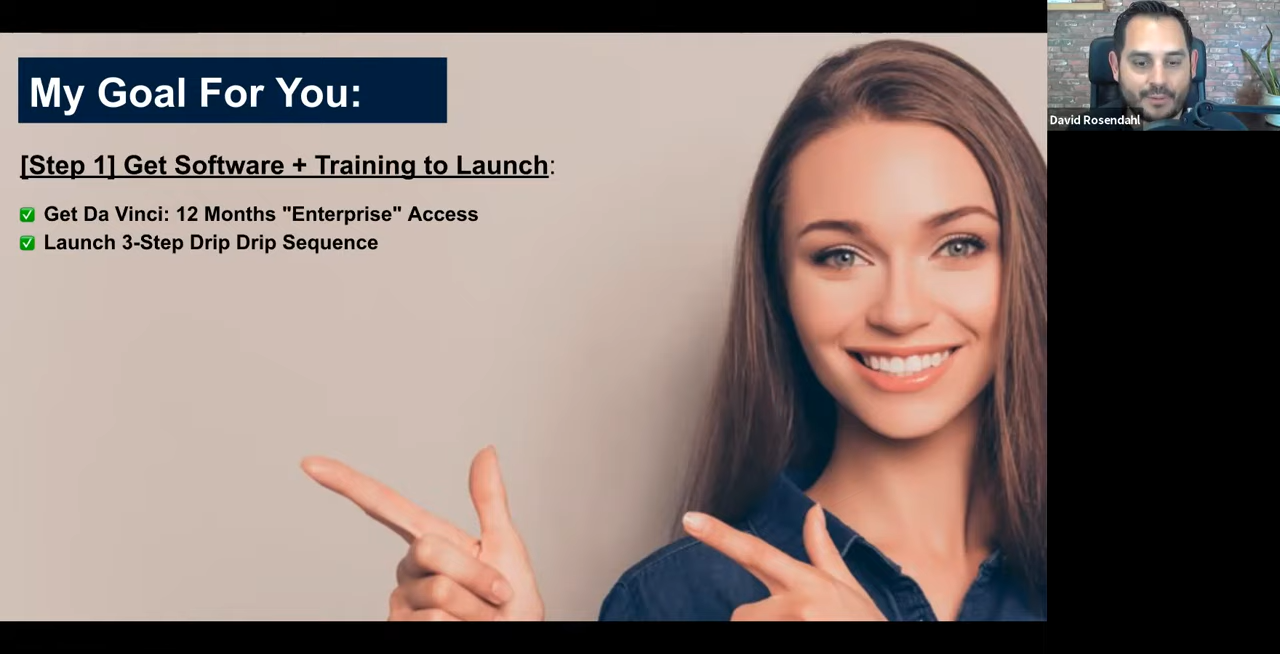 My Goal For You:
[Step 1] Get Software + Training to Launch:
✅ Get Da Vinci: 12 Months "Enterprise" Access
✅ Launch 3-Step Drip Drip Sequence
David Rosendahl